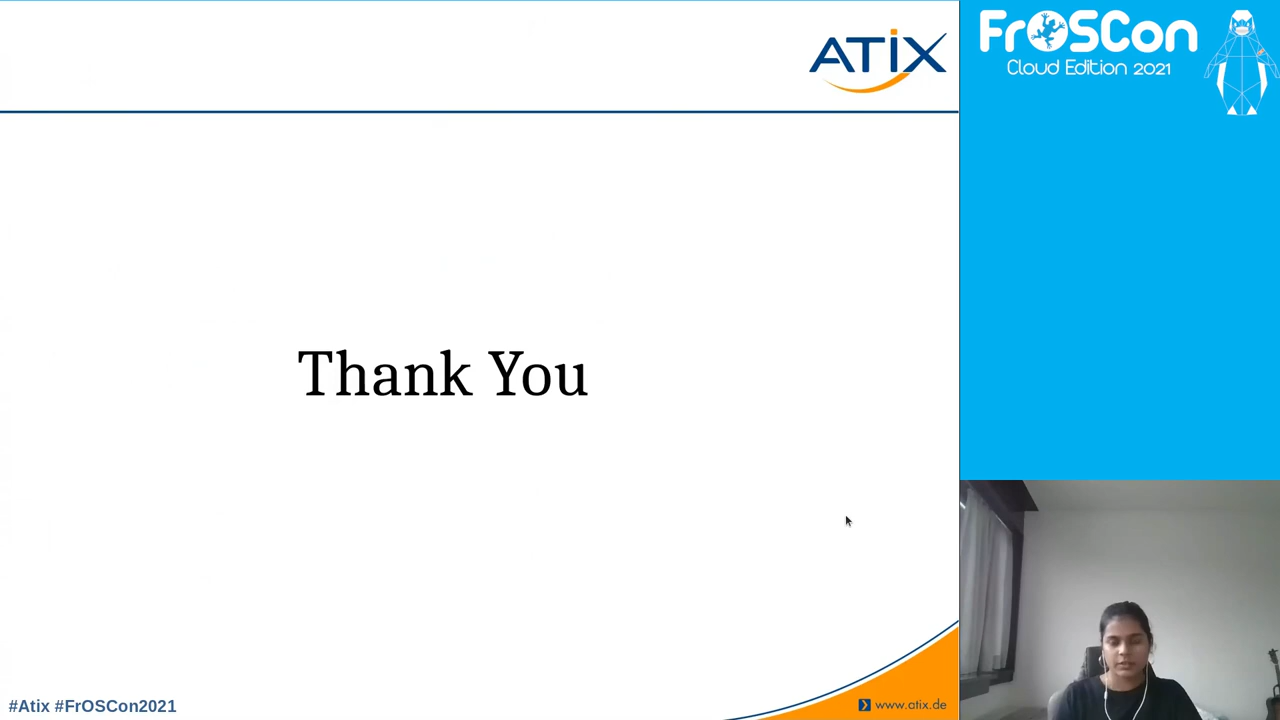 ATIX
Thank You
#Atix #FrOSCon2021
www.atix.de
FrOSCon
Cloud Edition 2021